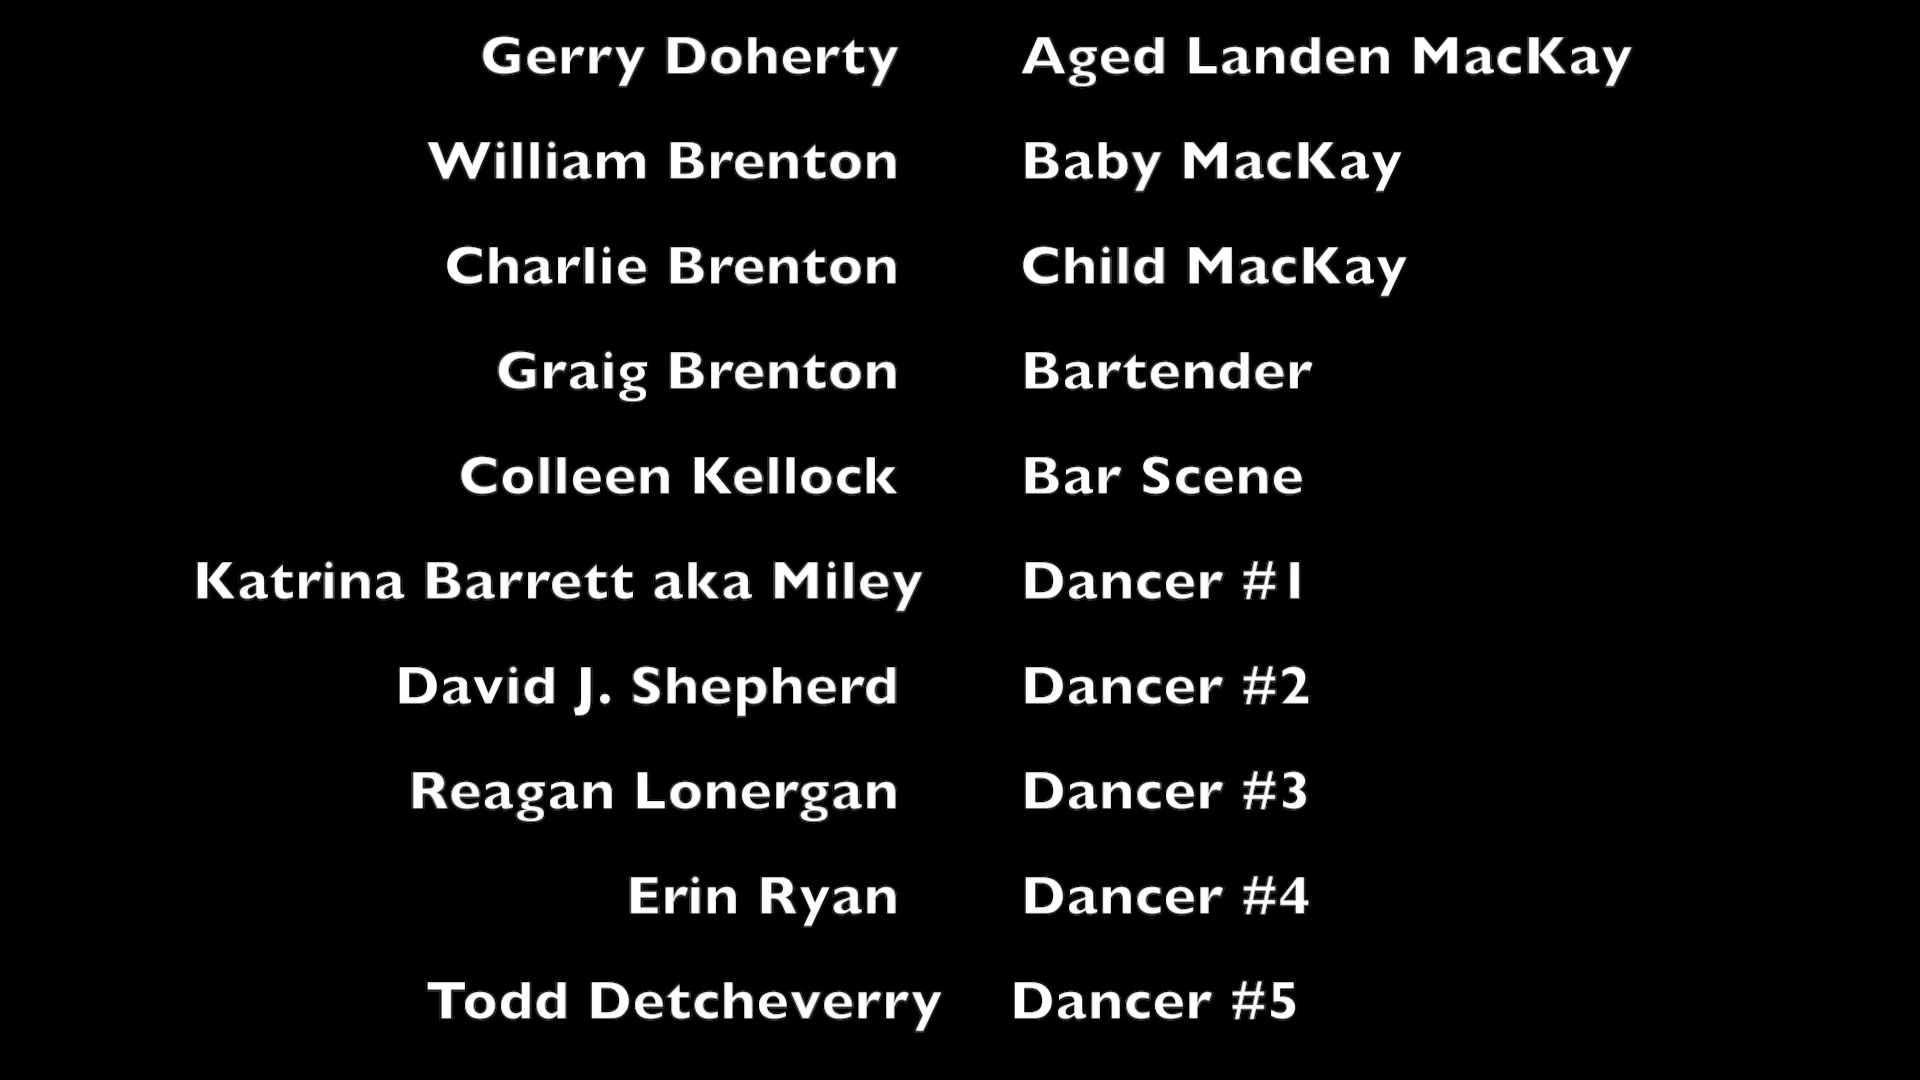 Gerry Doherty Aged Landen MacKay
William Brenton Baby MacKay
Charlie Brenton Child MacKay
Graig Brenton Bartender
Colleen Kellock Bar Scene
Katrina Barrett aka Miley Dancer #1
David J. Shepherd Dancer #2
Reagan Lonergan Dancer #3
Erin Ryan Dancer #4
Todd Detcheverry Dancer #5